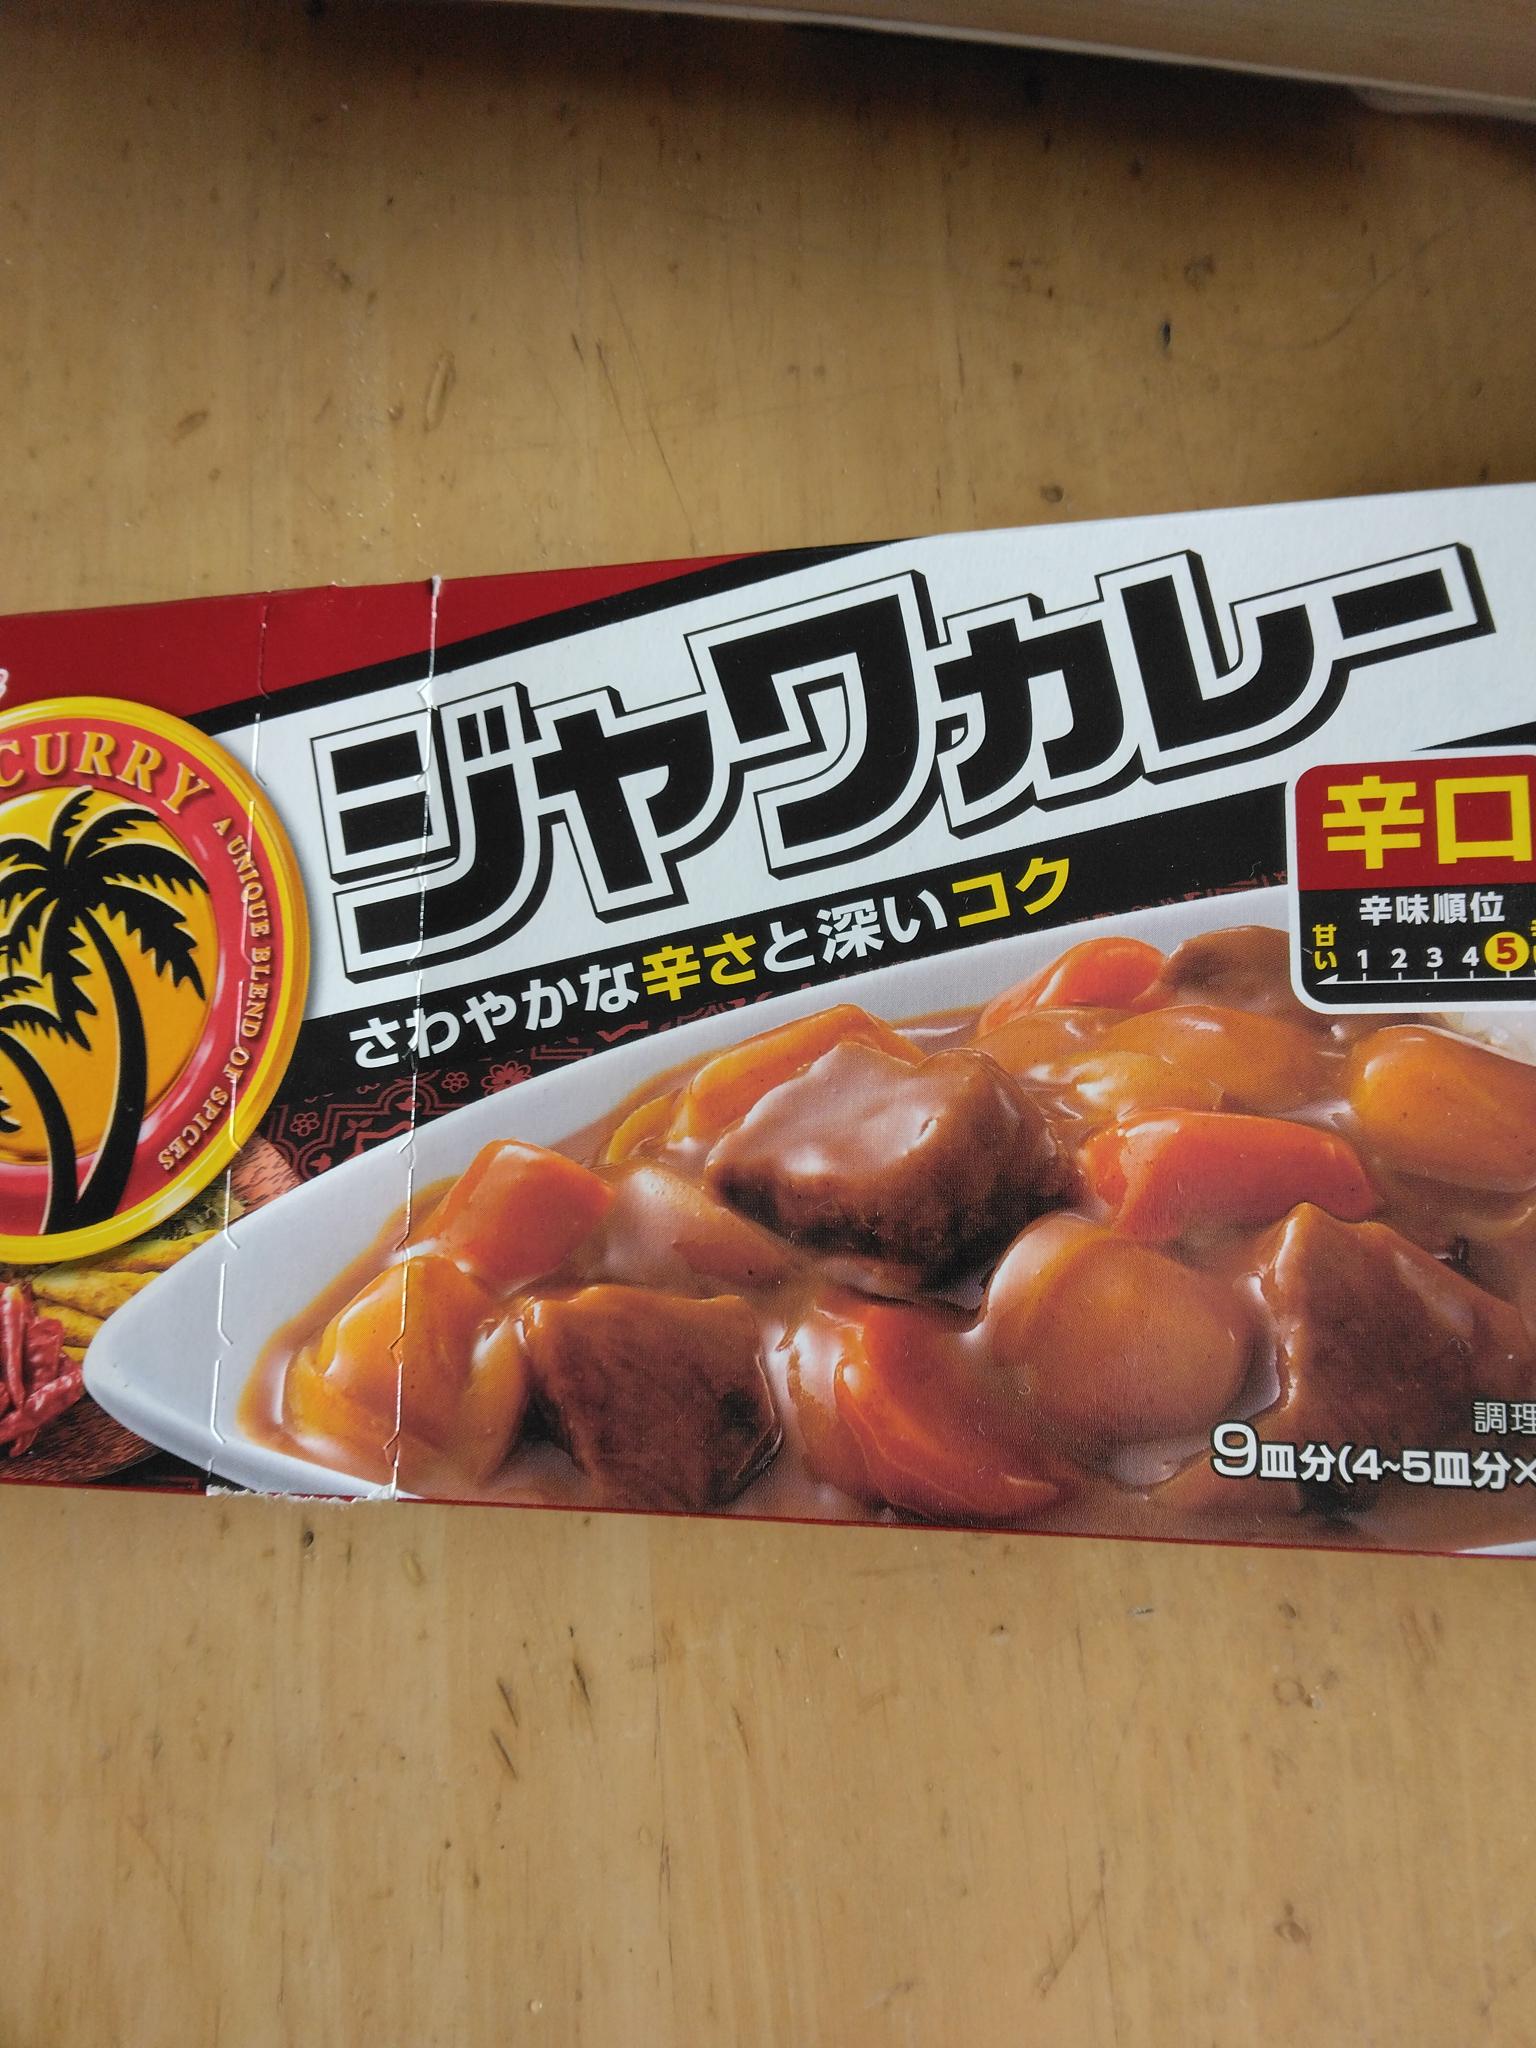 CURRY
A UNIQUE BLEND OF SPICES
ジャワカレー
さわやかな辛さと深いコク
辛口
辛味順位
甘い 1 2 3 4 5
調理
9皿分(4~5皿分×